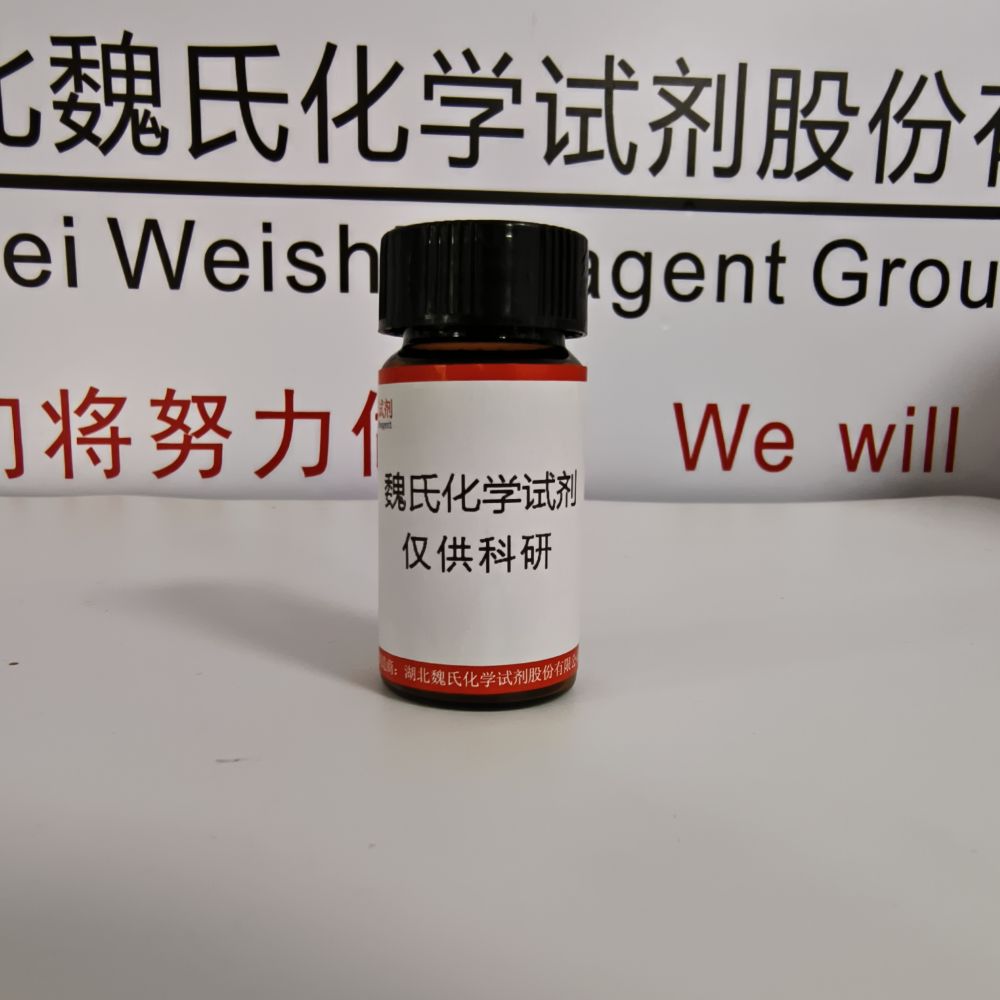 北魏氏化学试剂股份有
ei Weish agent Grou
们将努力 We will
试剂
魏氏化学试剂
仅供科研
商：湖北魏氏化学试剂股份有限公